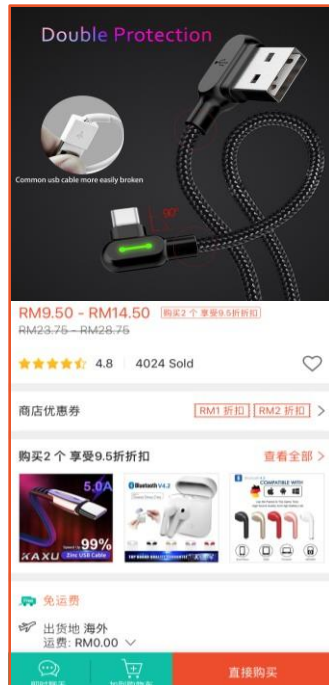 Double Protection
Common usb cable more easily broken
90°
RM9.50 - RM14.50 购买2 个 享受9.5折折扣
RM23.75 - RM28.75
4.8 4024 Sold
商店优惠券 RM1 折扣 RM2 折扣
购买2 个 享受9.5折折扣 查看全部
5.0A
99%
KAXU
Zinc USB Cable
Bluetooth V4.2
COMPATIBLE WITH
免运费
出货地 海外
运费: RM0.00
直接购买